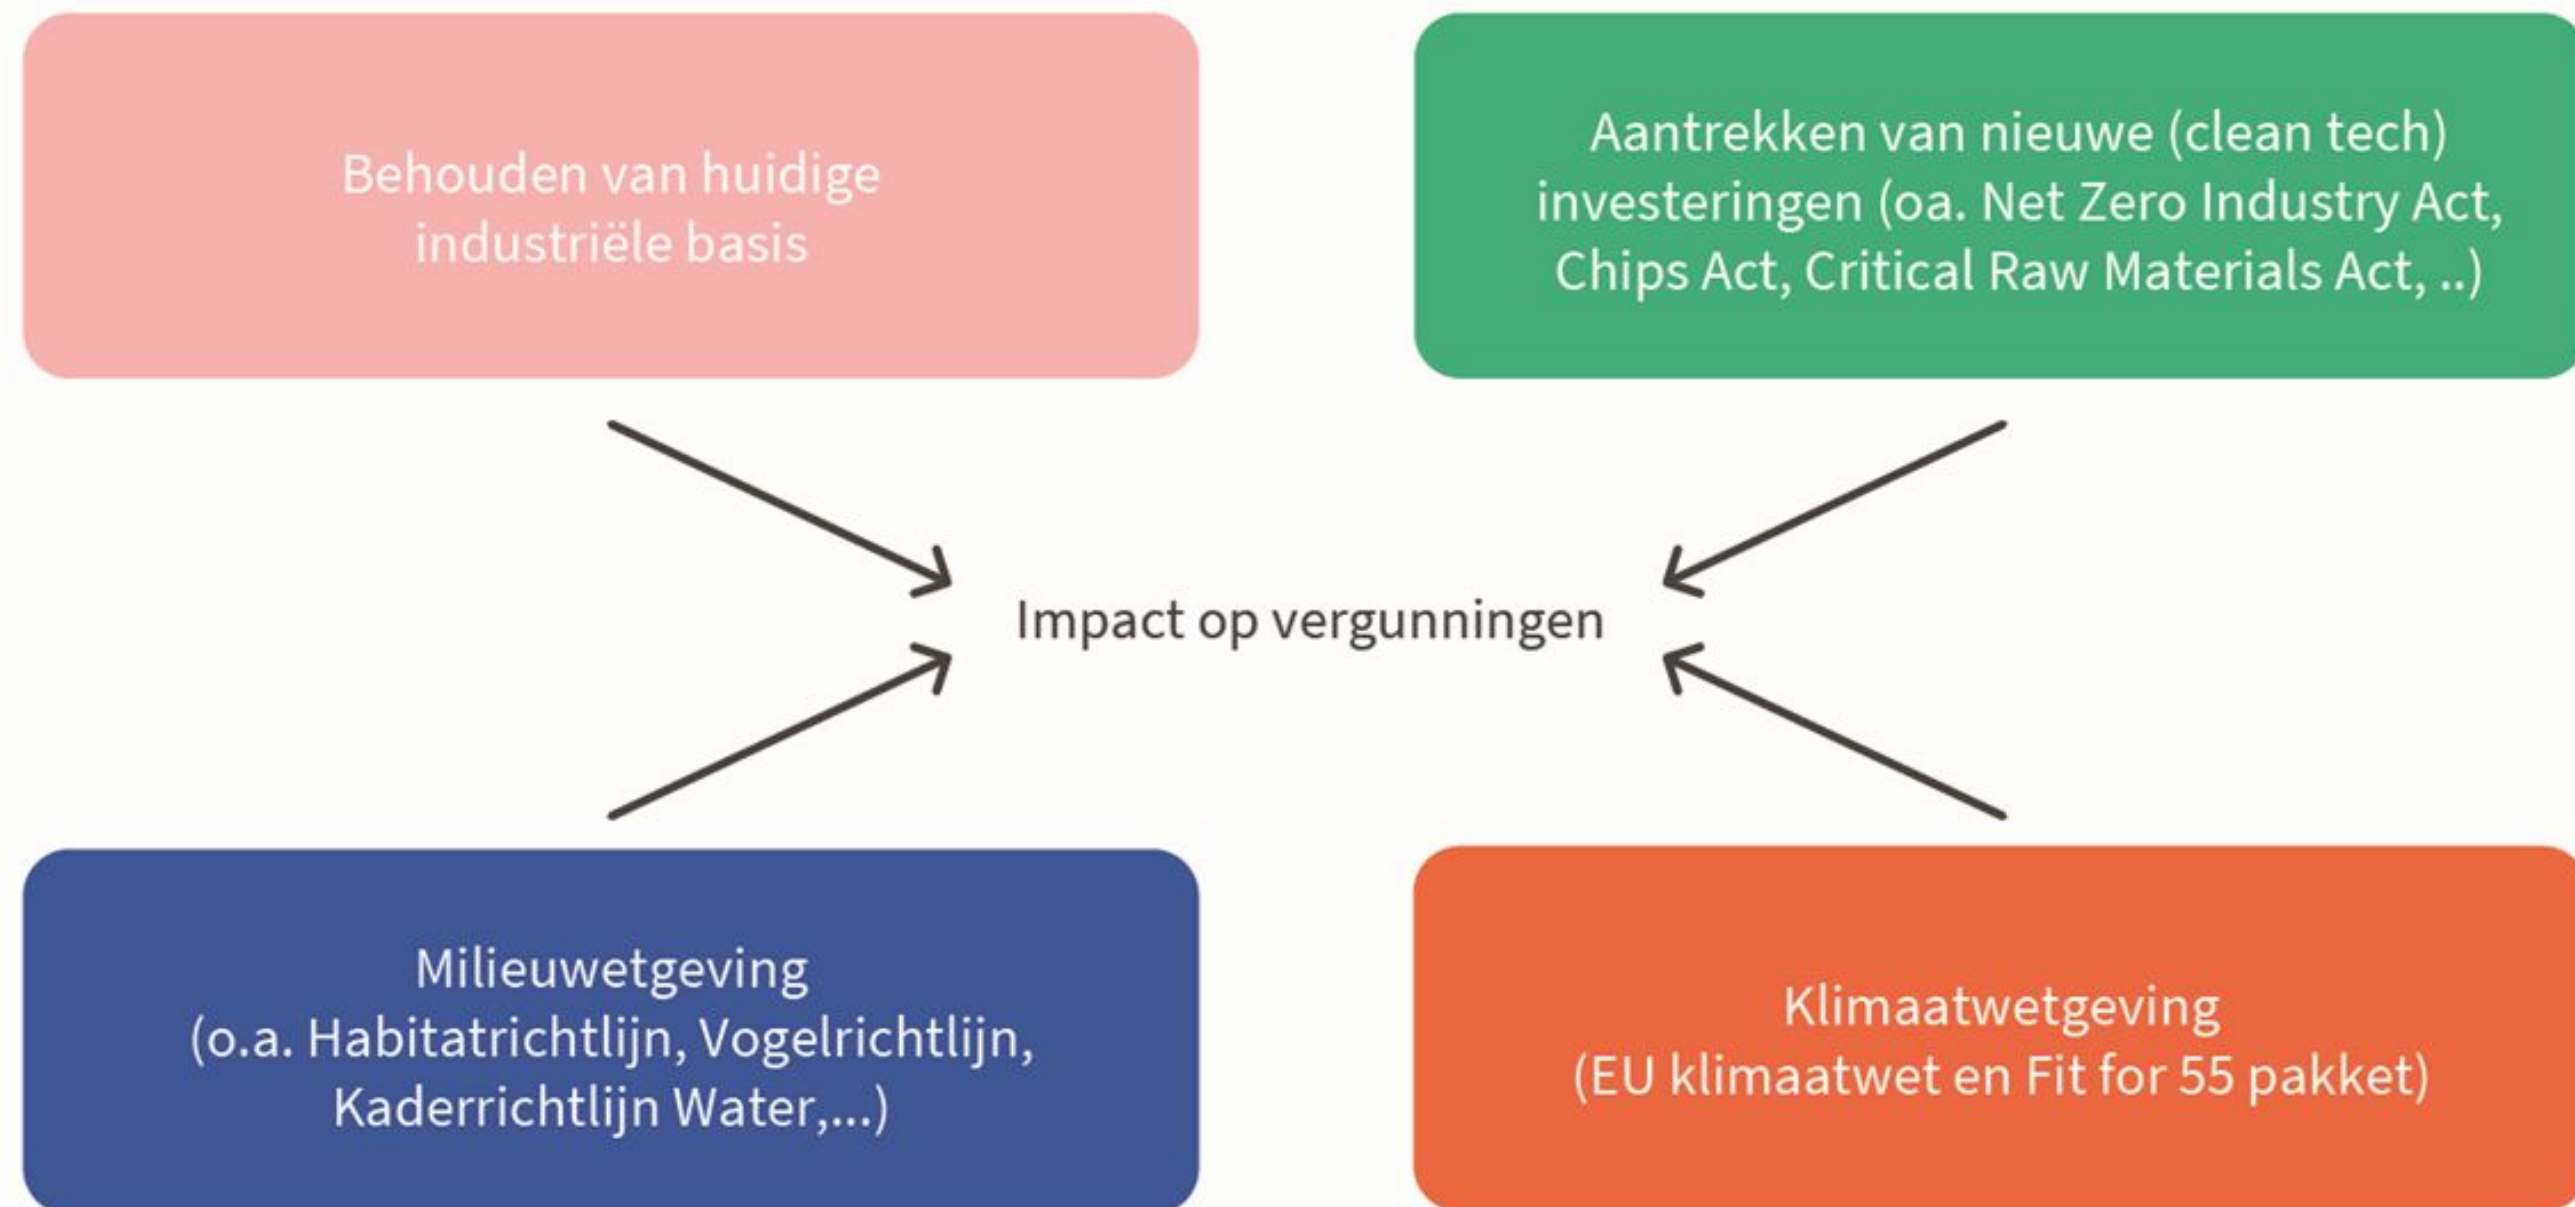 Behouden van huidige
industriële basis
Aantrekken van nieuwe (clean tech)
investeringen (oa. Net Zero Industry Act,
Chips Act, Critical Raw Materials Act, ..)
Impact op vergunningen
Milieuwetgeving
(o.a. Habitatrichtlijn, Vogelrichtlijn,
Kaderrichtlijn Water,...)
Klimaatwetgeving
(EU klimaatwet en Fit for 55 pakket)